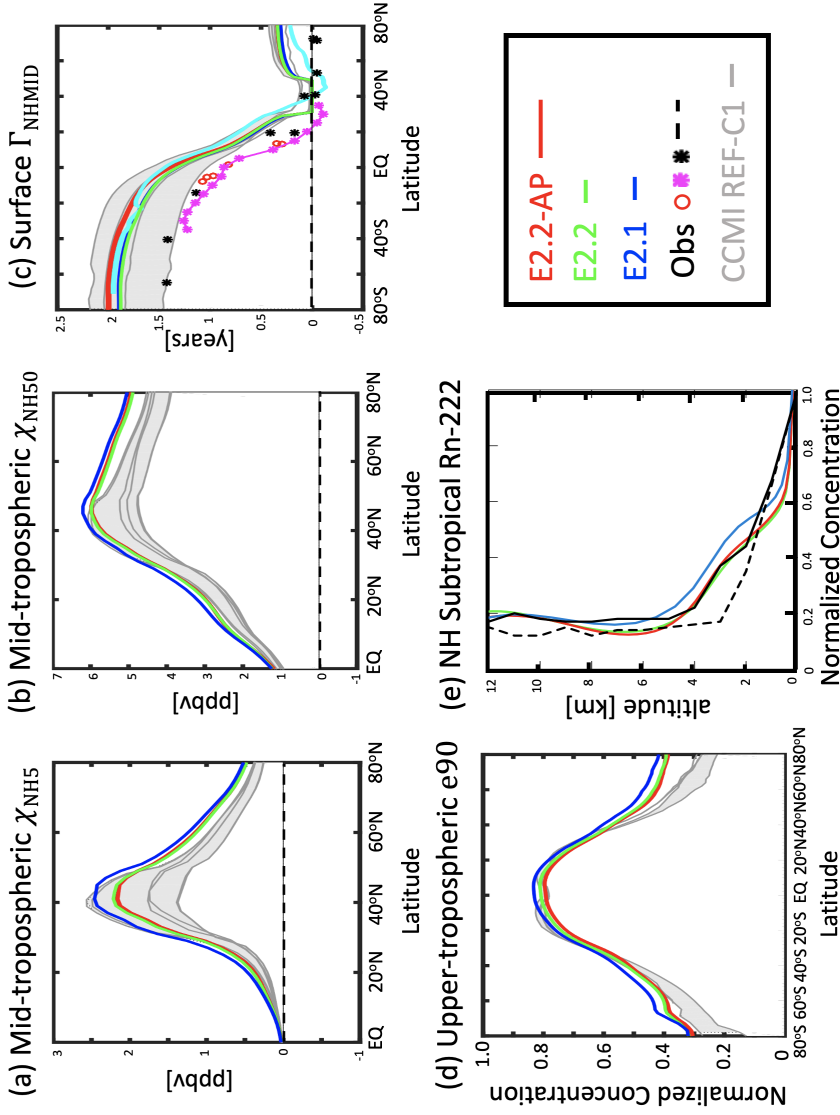 (a) Mid-tropospheric χNH5
3
2
1
0
-1
[ppbv]
EQ 20°N 40°N 60°N 80°N
Latitude
(b) Mid-tropospheric χNH50
7
6
5
4
3
2
1
0
-1
[ppbv]
EQ 20°N 40°N 60°N 80°N
Latitude
(c) Surface ΓNHMID
2.5
2
1.5
1
0.5
0
-0.5
[years]
80°S 40°S EQ 40°N 80°N
Latitude
(d) Upper-tropospheric e90
1.0
0.8
0.6
0.4
0.2
0
Normalized Concentration
80°S 60°S 40°S 20°S EQ 20°N 40°N 60°N 80°N
Latitude
(e) NH Subtropical Rn-222
12
10
8
6
4
2
0
altitude [km]
0 0.2 0.4 0.6 0.8 1.0
Normalized Concentration
E2.2-AP
E2.2
E2.1
Obs
CCMI REF-C1